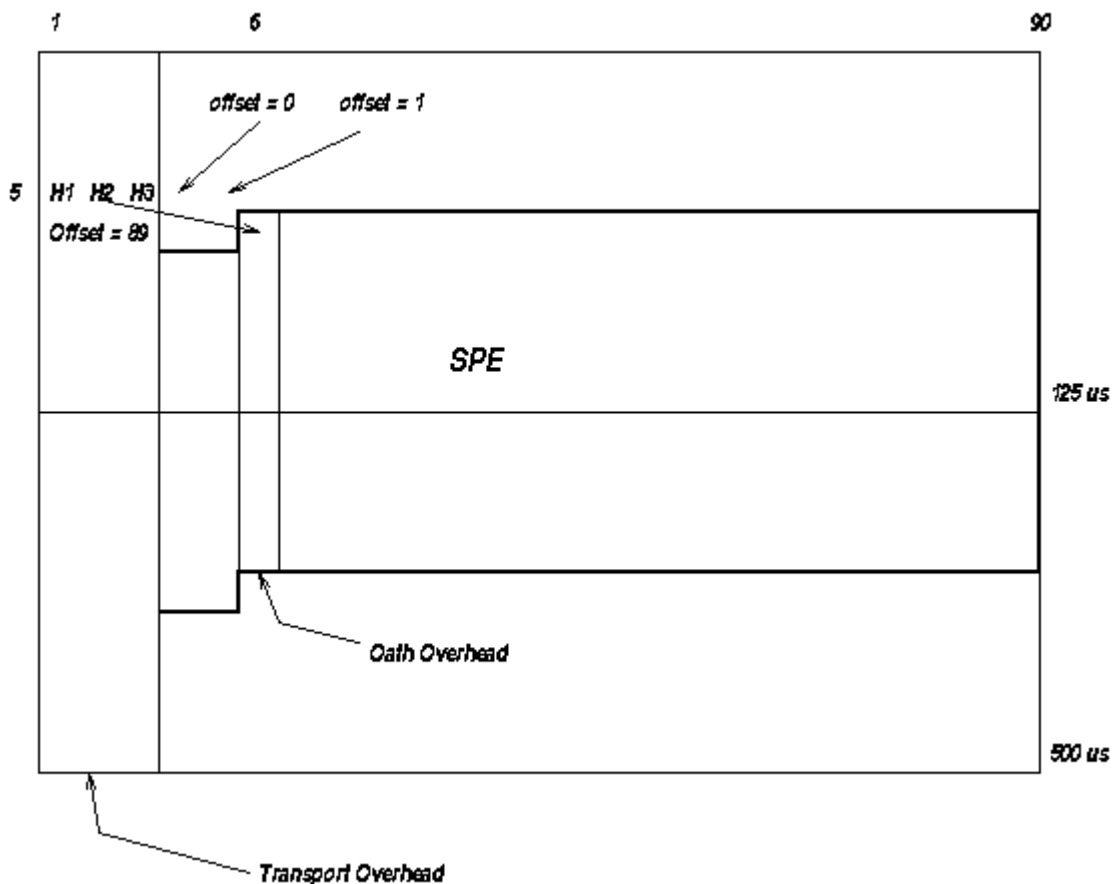 1 6 90
offset = 0 offset = 1
5 H1 H2 H3
Offset = 89
SPE
125 us
Oath Overhead
500 us
Transport Overhead